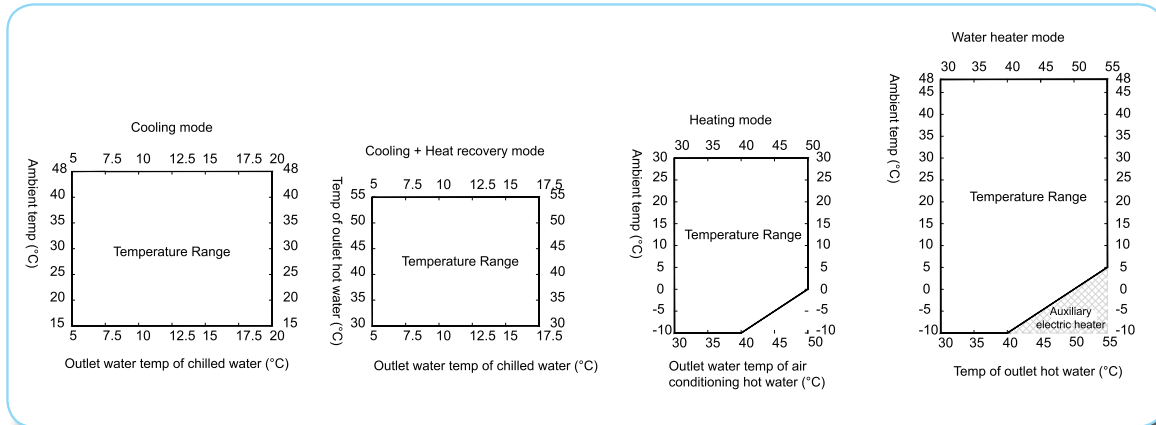 Cooling mode
5 7.5 10 12.5 15 17.5 20
Ambient temp (°C)
48 48
40 40
35 35
30 30
Temperature Range
25 25
20 20
15 15
5 7.5 10 12.5 15 17.5 20
Outlet water temp of chilled water (°C)
Cooling + Heat recovery mode
5 7.5 10 12.5 15 17.5
Temp of outlet hot water (°C)
55 55
50 50
45 45
Temperature Range
40 40
35 35
30 30
5 7.5 10 12.5 15 17.5
Outlet water temp of chilled water (°C)
Heating mode
30 35 40 45 50 50
Ambient temp (°C)
30 30
25 25
20 20
15 15
Temperature Range
10 10
5 5
0 0
-5 -5
-10 -10
30 35 40 45 50
Outlet water temp of air
conditioning hot water (°C)
Water heater mode
30 35 40 45 50 55
Ambient temp (°C)
48 48
45 45
40 40
35 35
30 30
25 25
20 20
Temperature Range
15 15
10 10
5 5
0 0
-5 -5
Auxiliary
electric heater
-10 -10
30 35 40 45 50 55
Temp of outlet hot water (°C)